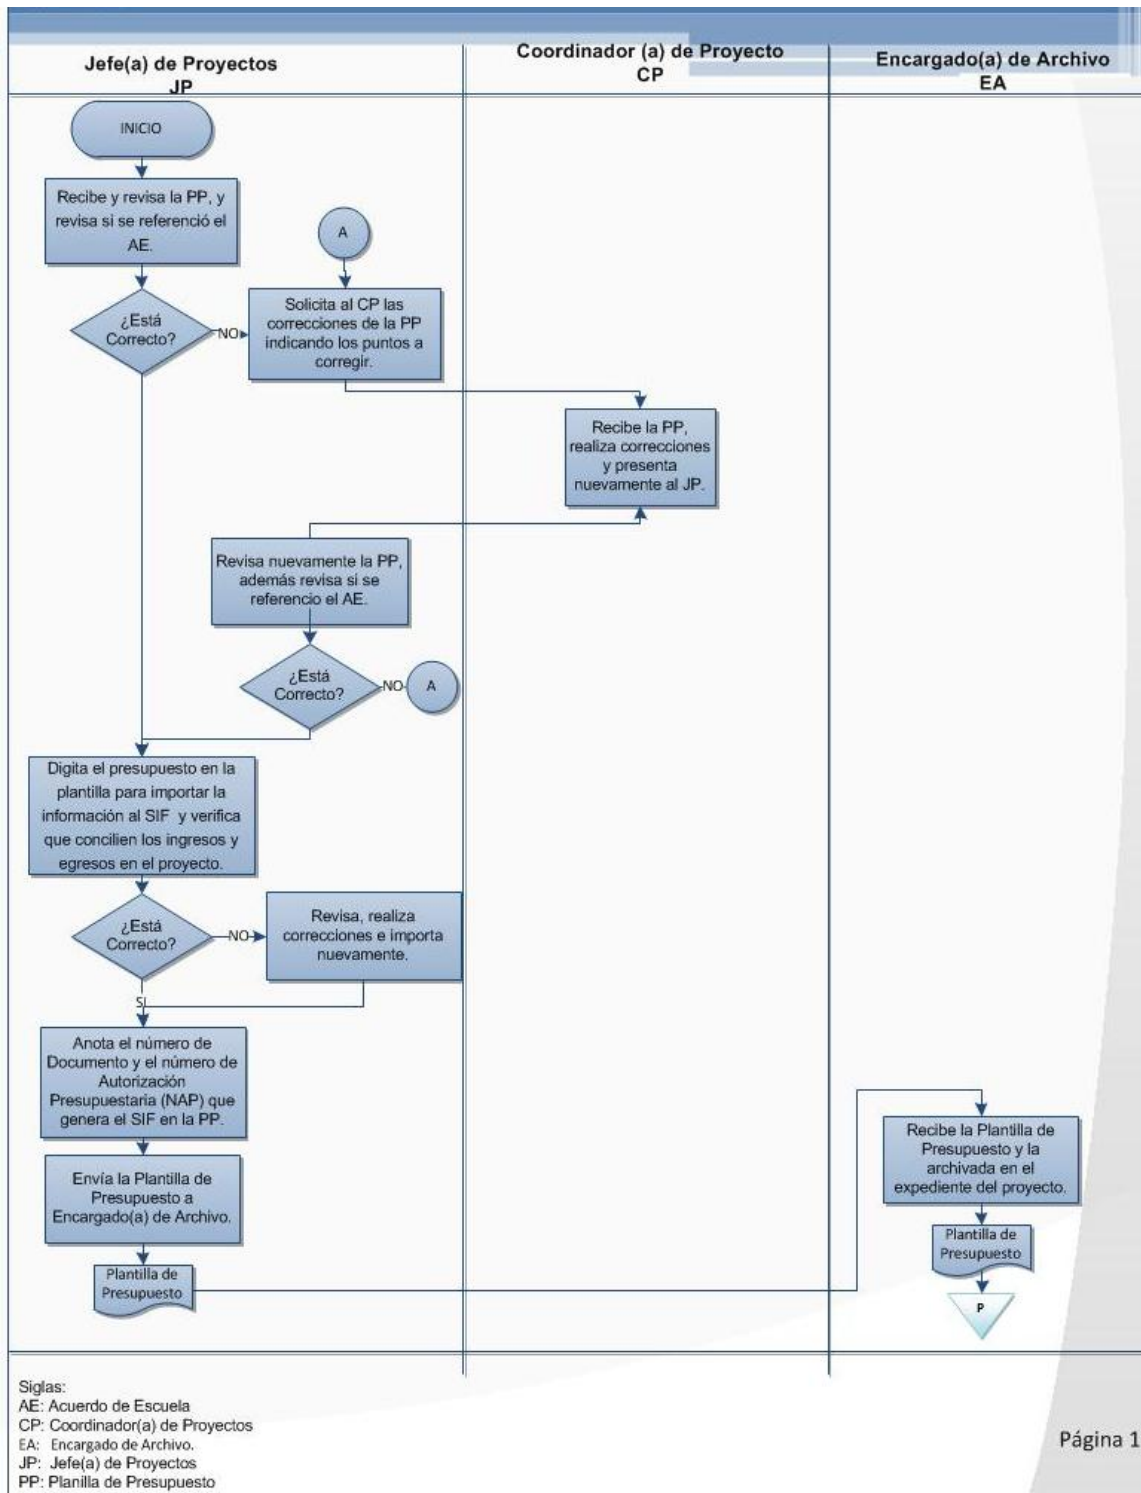 Jefe(a) de Proyectos
JP
Coordinador (a) de Proyecto
CP
Encargado(a) de Archivo
EA
INICIO
Recibe y revisa la PP, y
revisa si se referenció el
AE.
A
¿Está
Correcto?
NO
Solicita al CP las
correcciones de la PP
indicando los puntos a
corregir.
Recibe la PP,
realiza correcciones
y presenta
nuevamente al JP.
Revisa nuevamente la PP,
además revisa si se
referencio el AE.
¿Está
Correcto?
NO
A
Digita el presupuesto en la
plantilla para importar la
información al SIF y verifica
que concilien los ingresos y
egresos en el proyecto.
¿Está
Correcto?
NO
Revisa, realiza
correcciones e importa
nuevamente.
SI
Anota el número de
Documento y el número de
Autorización
Presupuestaria (NAP) que
genera el SIF en la PP.
Envía la Plantilla de
Presupuesto a
Encargado(a) de Archivo.
Plantilla de
Presupuesto
Recibe la Plantilla de
Presupuesto y la
archivada en el
expediente del proyecto.
Plantilla de
Presupuesto
P
Siglas:
AE: Acuerdo de Escuela
CP: Coordinador(a) de Proyectos
EA: Encargado de Archivo.
JP: Jefe(a) de Proyectos
PP: Planilla de Presupuesto
Página 1